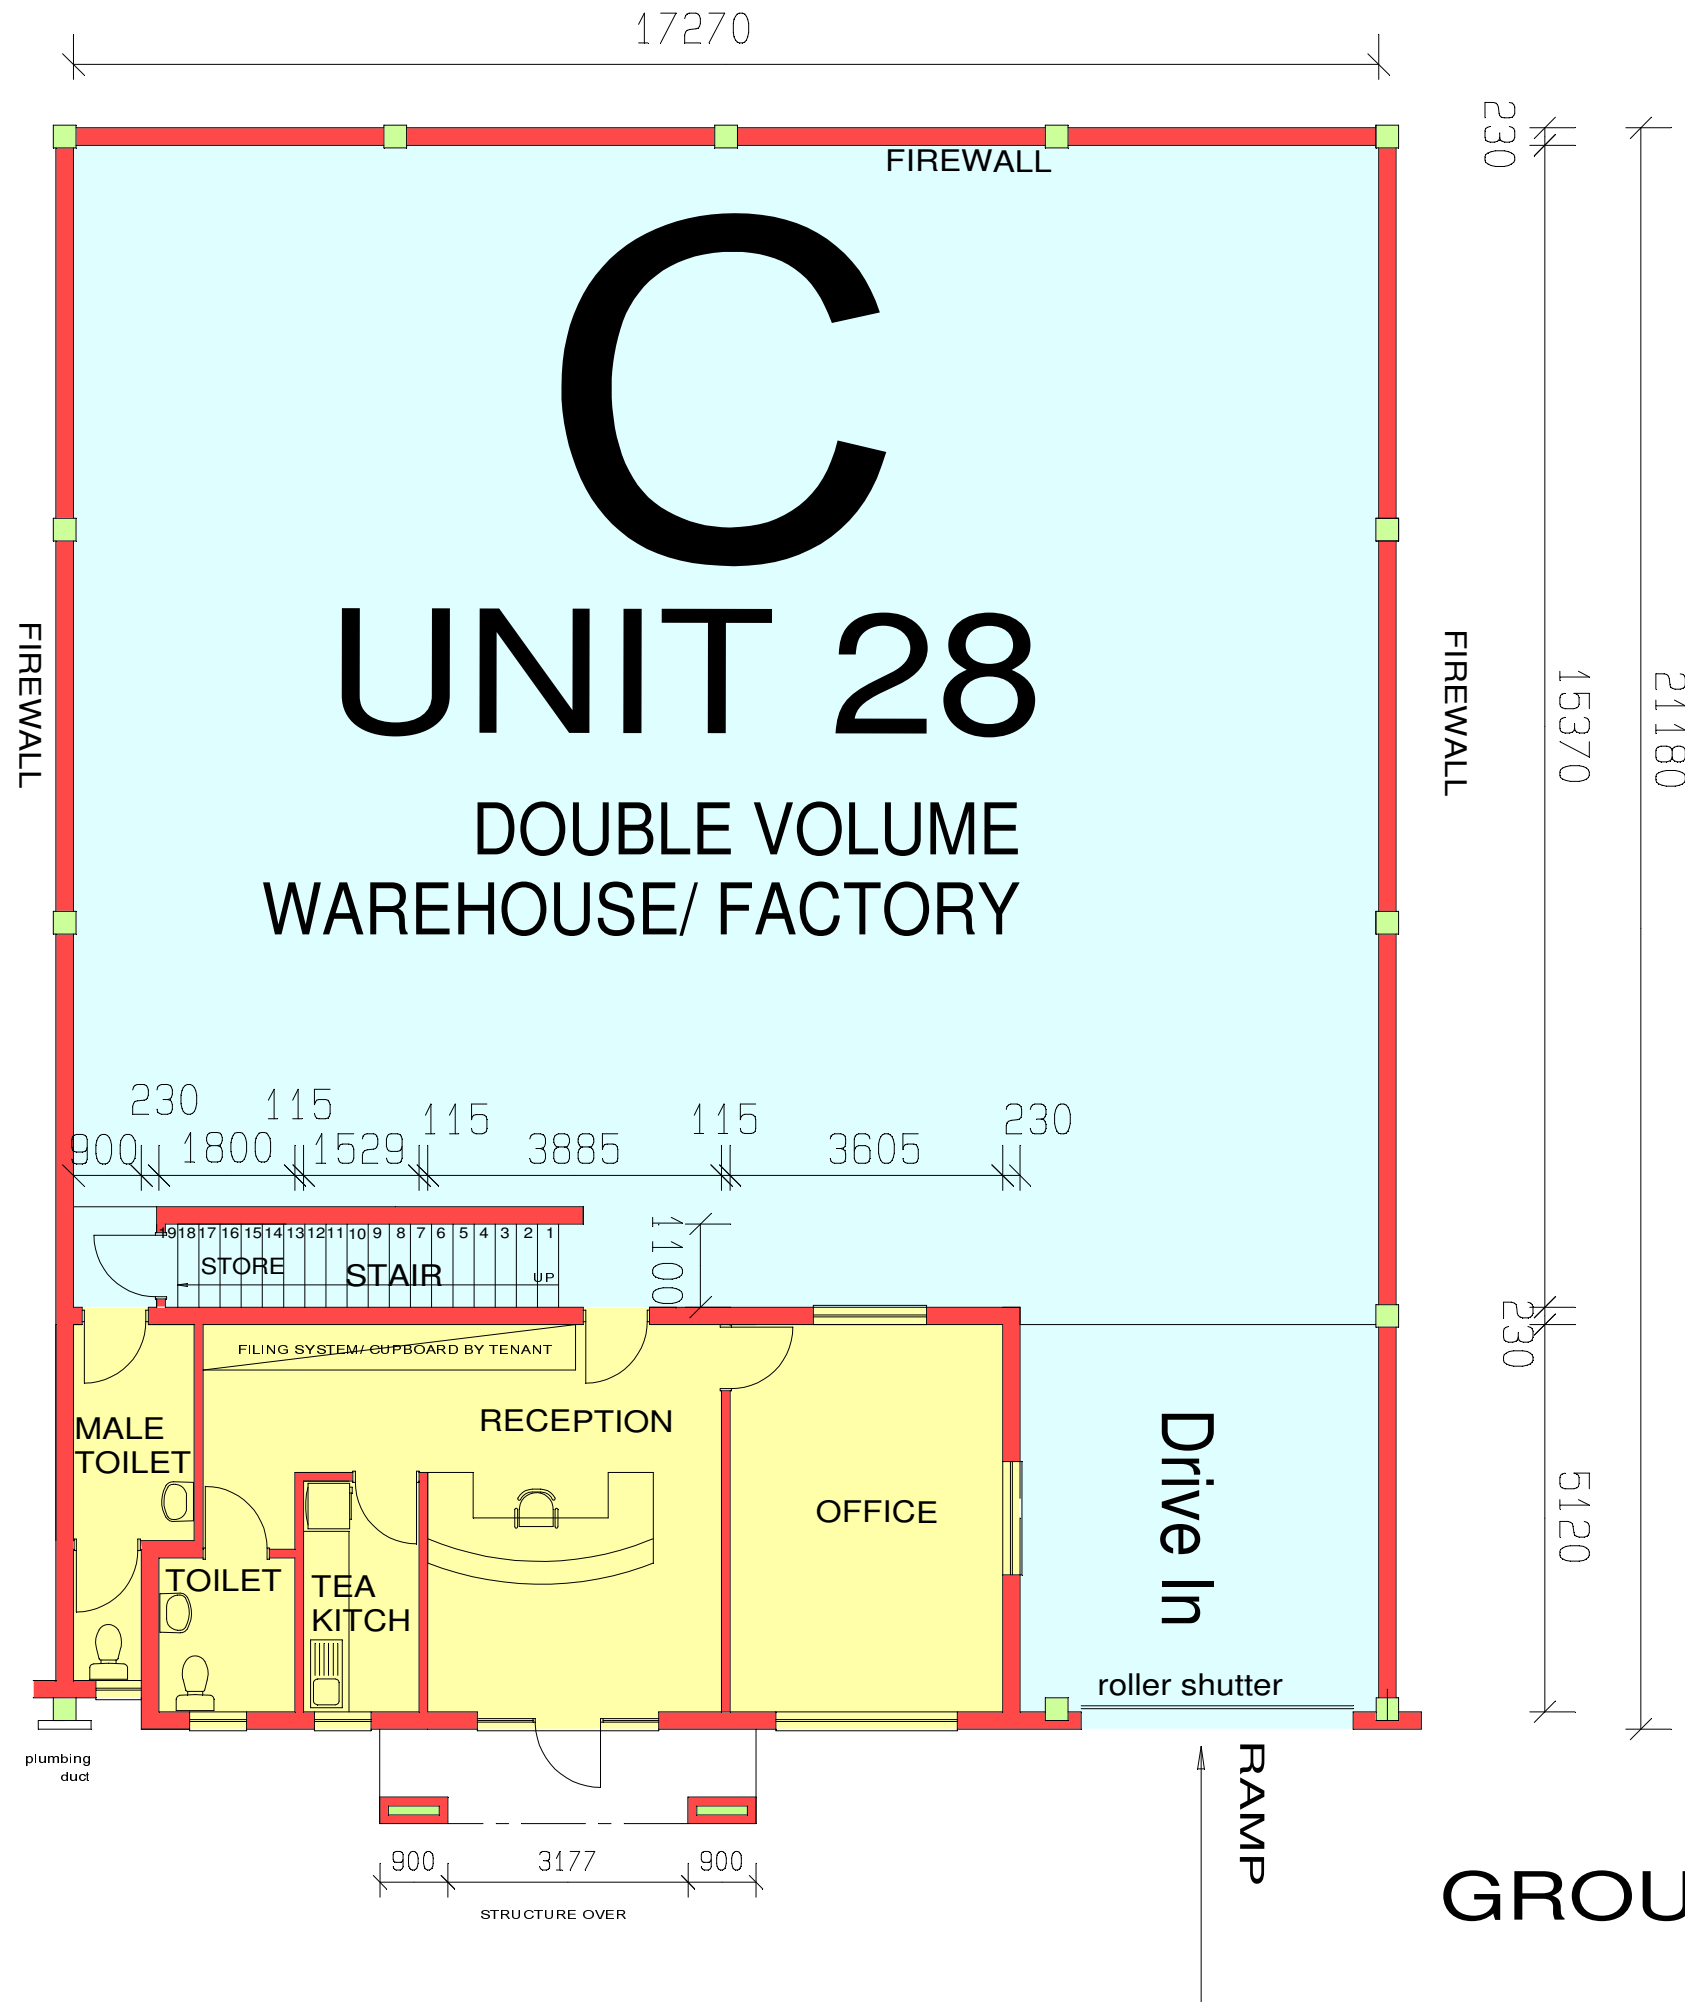 17270
230
FIREWALL
C
UNIT 28
FIREWALL
FIREWALL
15370
21180
DOUBLE VOLUME
WAREHOUSE/ FACTORY
230
115
115
115
230
900
1800
1529
3885
3605
19 18 17 16 15 14 13 12 11 10 9 8 7 6 5 4 3 2 1
STORE
STAIR
UP
1100
230
FILING SYSTEM/ CUPBOARD BY TENANT
MALE
TOILET
RECEPTION
OFFICE
Drive In
5120
TOILET
TEA
KITCH
roller shutter
plumbing
duct
RAMP
900
3177
900
STRUCTURE OVER
GROU